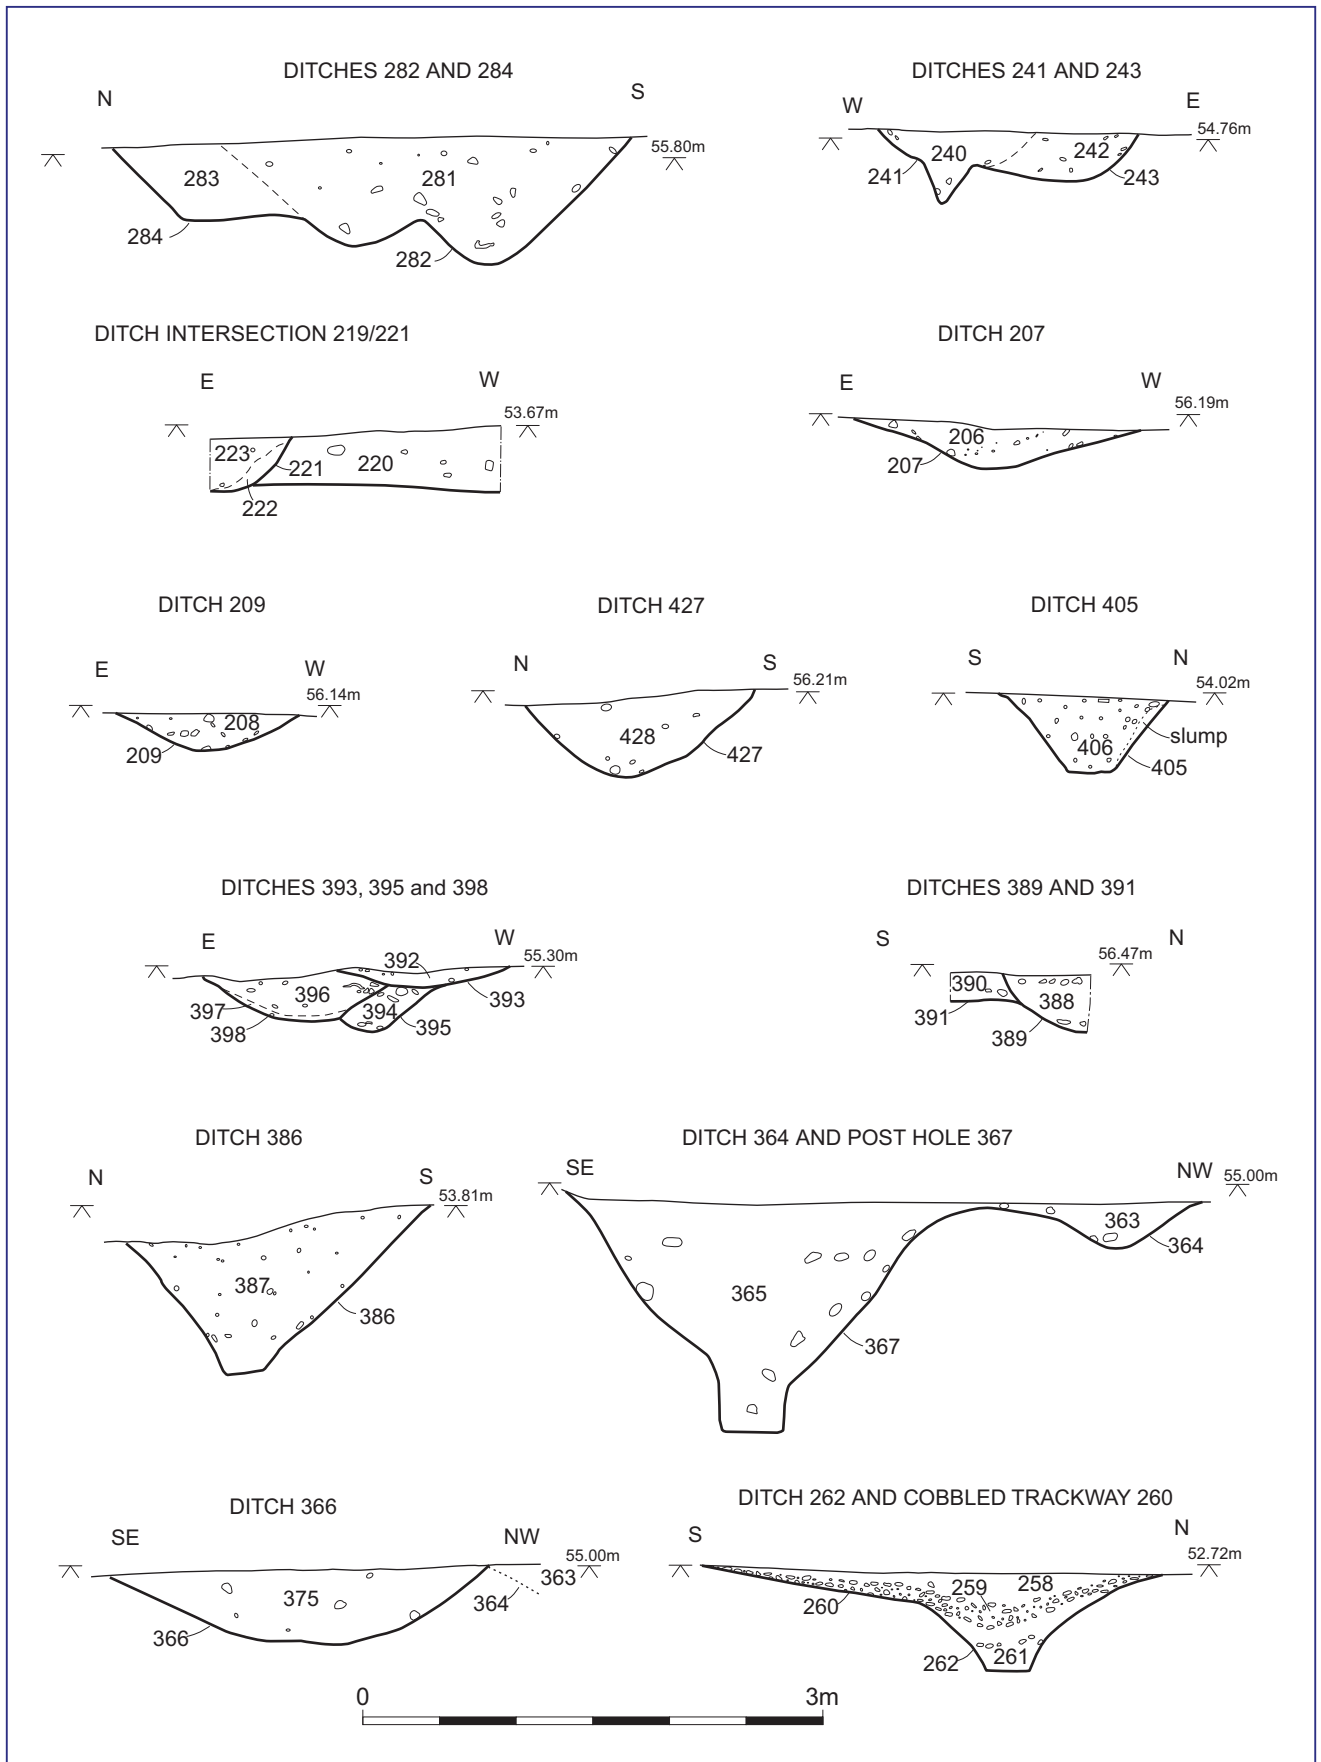 DITCHES 282 AND 284
N
S
55.80m
283
281
284
282
DITCHES 241 AND 243
W
E
54.76m
240
242
241
243
DITCH INTERSECTION 219/221
E
W
53.67m
223
221
220
222
DITCH 207
E
W
56.19m
206
207
DITCH 209
E
W
56.14m
208
209
DITCH 427
N
S
56.21m
428
427
DITCH 405
S
N
54.02m
slump
406
405
DITCHES 393, 395 and 398
E
W
55.30m
392
396
393
397
394
398
395
DITCHES 389 AND 391
S
N
56.47m
390
388
391
389
DITCH 386
N
S
53.81m
387
386
DITCH 364 AND POST HOLE 367
SE
NW
55.00m
363
364
365
367
DITCH 366
SE
NW
55.00m
363
375
364
366
DITCH 262 AND COBBLED TRACKWAY 260
S
N
52.72m
259
258
260
262
261
0
3m